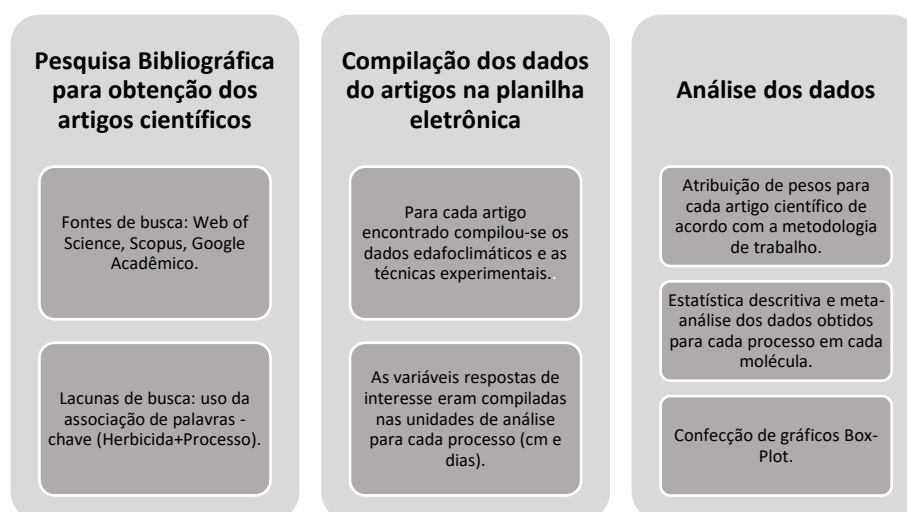 Pesquisa Bibliográfica
para obtenção dos
artigos científicos
Fontes de busca: Web of
Science, Scopus, Google
Acadêmico.
Lacunas de busca: uso da
associação de palavras -
chave (Herbicida+Processo).
Compilação dos dados
do artigos na planilha
eletrônica
Para cada artigo
encontrado compilou-se os
dados edafoclimáticos e as
técnicas experimentais..
As variáveis respostas de
interesse eram compiladas
nas unidades de análise
para cada processo (cm e
dias).
Análise dos dados
Atribuição de pesos para
cada artigo científico de
acordo com a metodologia
de trabalho.
Estatística descritiva e meta-
análise dos dados obtidos
para cada processo em cada
molécula.
Confecção de gráficos Box-
Plot.